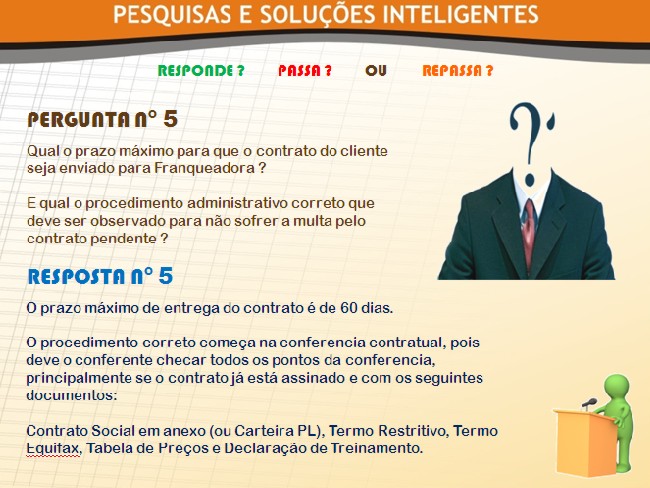 PESQUISAS E SOLUÇÕES INTELIGENTES
RESPONDE ? PASSA ? OU REPASSA ?
PERGUNTA Nº 5
Qual o prazo máximo para que o contrato do cliente
seja enviado para Franqueadora ?
E qual o procedimento administrativo correto que
deve ser observado para não sofrer a multa pelo
contrato pendente ?
RESPOSTA Nº 5
O prazo máximo de entrega do contrato é de 60 dias.
O procedimento correto começa na conferencia contratual, pois
deve o conferente checar todos os pontos da conferencia,
principalmente se o contrato já está assinado e com os seguintes
documentos:
Contrato Social em anexo (ou Carteira PL), Termo Restritivo, Termo
Equifax, Tabela de Preços e Declaração de Treinamento.